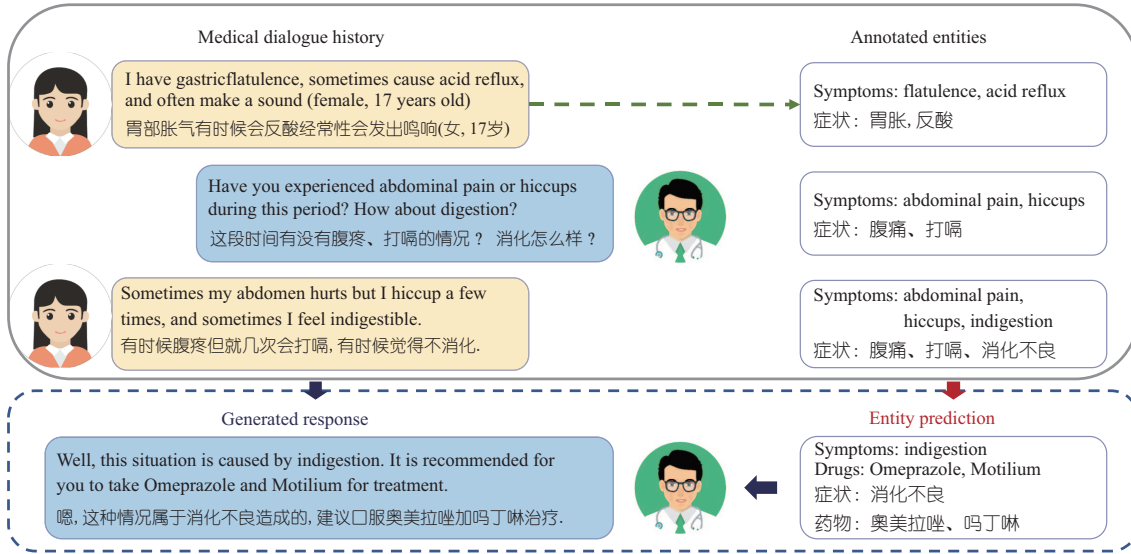 Medical dialogue history
Annotated entities
I have gastricflatulence, sometimes cause acid reflux,
and often make a sound (female, 17 years old)
胃部胀气有时候会反酸经常性会发出鸣响(女, 17岁)
Symptoms: flatulence, acid reflux
症状: 胃胀, 反酸
Have you experienced abdominal pain or hiccups
during this period? How about digestion?
这段时间有没有腹疼、打嗝的情况? 消化怎么样?
Symptoms: abdominal pain, hiccups
症状: 腹痛、打嗝
Sometimes my abdomen hurts but I hiccup a few
times, and sometimes I feel indigestible.
有时候腹疼但就几次会打嗝, 有时候觉得不消化.
Symptoms: abdominal pain,
hiccups, indigestion
症状: 腹痛、打嗝、消化不良
Generated response
Entity prediction
Well, this situation is caused by indigestion. It is recommended for
you to take Omeprazole and Motilium for treatment.
嗯, 这种情况属于消化不良造成的, 建议口服奥美拉唑加吗丁啉治疗.
Symptoms: indigestion
Drugs: Omeprazole, Motilium
症状: 消化不良
药物: 奥美拉唑、吗丁啉